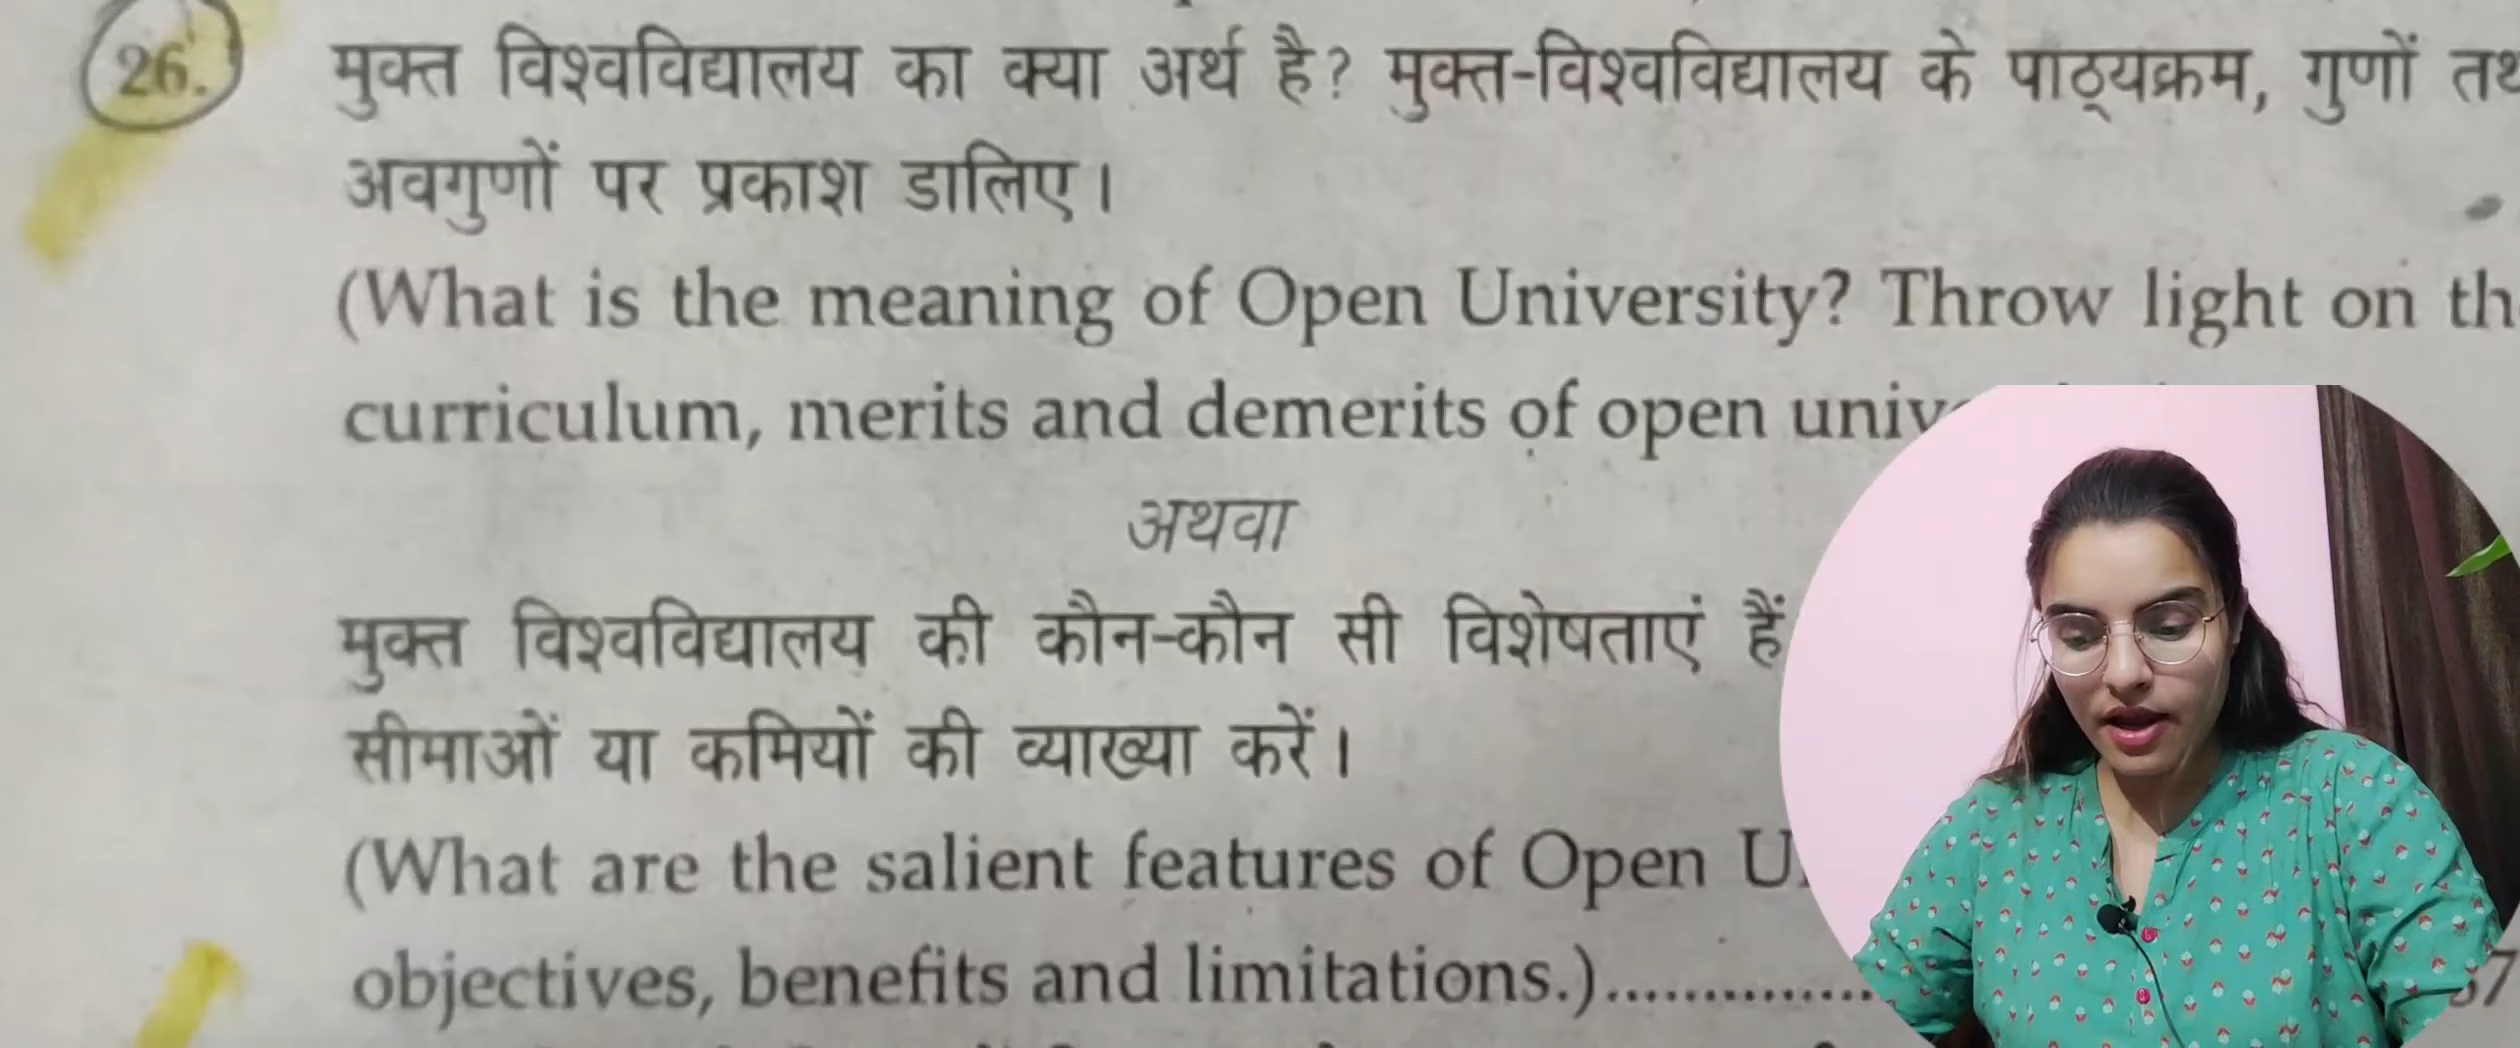 26. मुक्त विश्वविद्यालय का क्या अर्थ है? मुक्त-विश्वविद्यालय के पाठ्यक्रम, गुणों
अवगुणों पर प्रकाश डालिए।
(What is the meaning of Open University? Throw light on
curriculum, merits and demerits of open
अथवा
मुक्त विश्वविद्यालय की कौन-कौन सी विशेषताएं हैं
सीमाओं या कमियों की व्याख्या करें।
(What are the salient features of Open
objectives, benefits and limitations.)..............